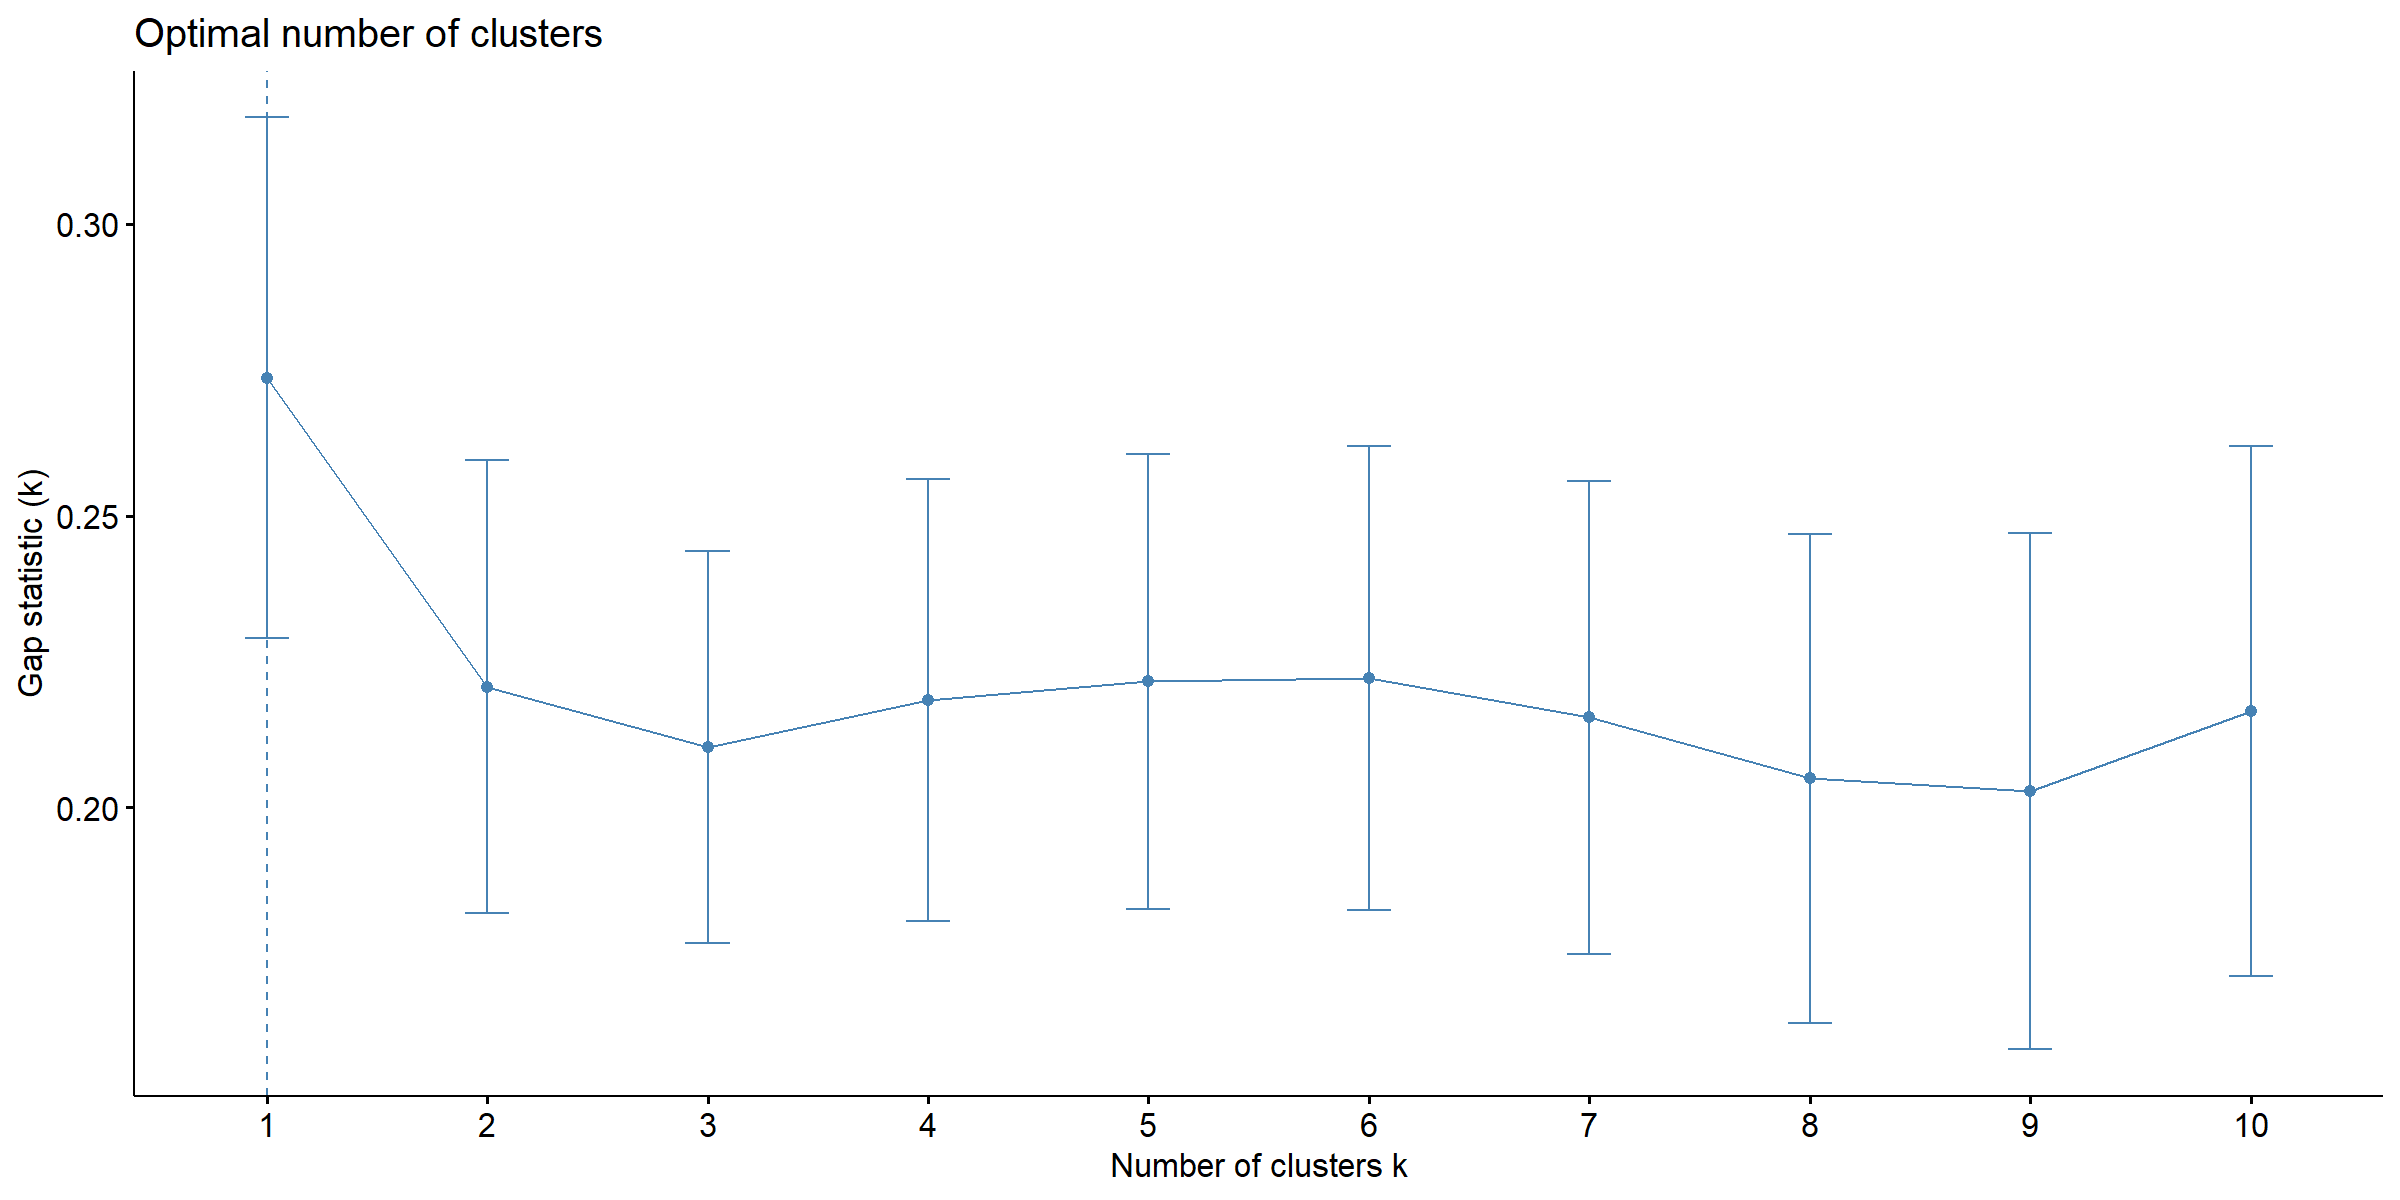 Optimal number of clusters
0.30
0.25
0.20
Gap statistic (k)
1 2 3 4 5 6 7 8 9 10
Number of clusters k